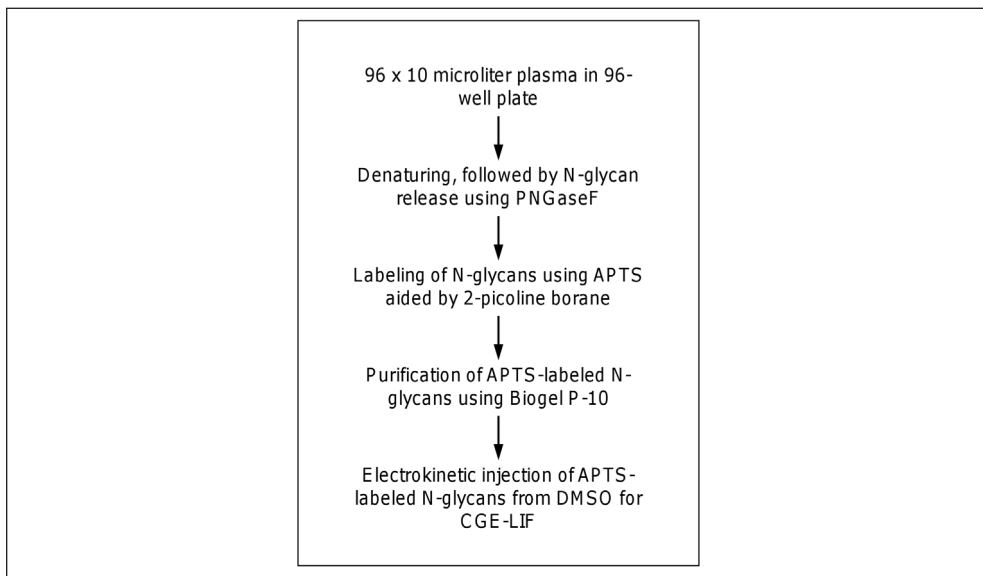 96 x 10 microliter plasma in 96-
well plate
Denaturing, followed by N-glycan
release using PNGaseF
Labeling of N-glycans using APTS
aided by 2-picoline borane
Purification of APTS-labeled N-
glycans using Biogel P-10
Electrokinetic injection of APTS-
labeled N-glycans from DMSO for
CGE-LIF